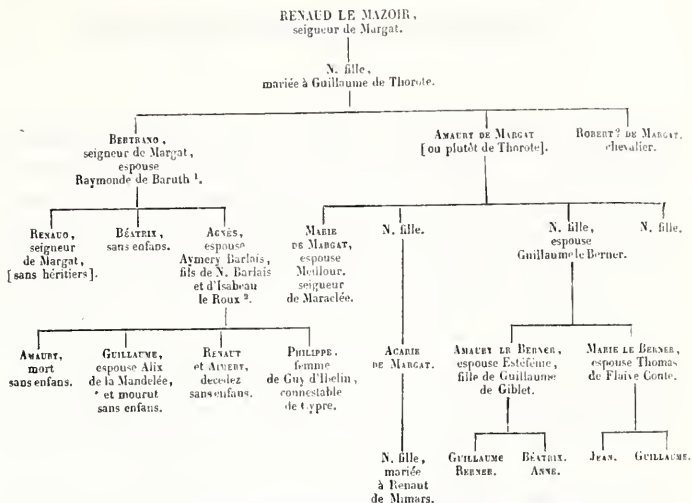 RENAUD LE MAZOIR,
seigneur de Margat.
N. fille,
mariée à Guillaume de Thorote.
BERTRAND,
seigneur de Margat,
espouse
Raymonde de Baruth 1.
AMAURY DE MARGAT
[ou plutôt de Thorote].
ROBERT? DE MARGAT,
chevalier.
RENAUD,
seigneur
de Margat,
[sans héritiers].
BÉATRIX,
sans enfans.
AGNÈS,
espouse
Aymery Barlais,
fils de N. Barlais
et d'Isabeau
le Roux 2.
MARIE
DE MARGAT,
espouse
Meillour,
seigneur
de Maraclée.
N. fille.
N. fille,
espouse
Guillaume le Berner.
N. fille.
AMAURY,
mort
sans enfans.
GUILLAUME,
espouse Alix
de la Mandelée,
et mourut
sans enfans.
RENAUT
et AIMERY,
decedez
sans enfans.
PHILIPPE,
femme
de Guy d'Ibelin,
connestable
de Cypre.
ACARIE
DE MARGAT.
AMAURY LE BERNER,
espouse Estéfénie,
fille de Guillaume
de Giblet.
MARIE LE BERNER,
espouse Thomas
de Flaive Conte.
N. fille,
mariée
à Renaut
de Mimars.
GUILLAUME
BERNER.
BÉATRIX.
ANNE.
JEAN.
GUILLAUME.